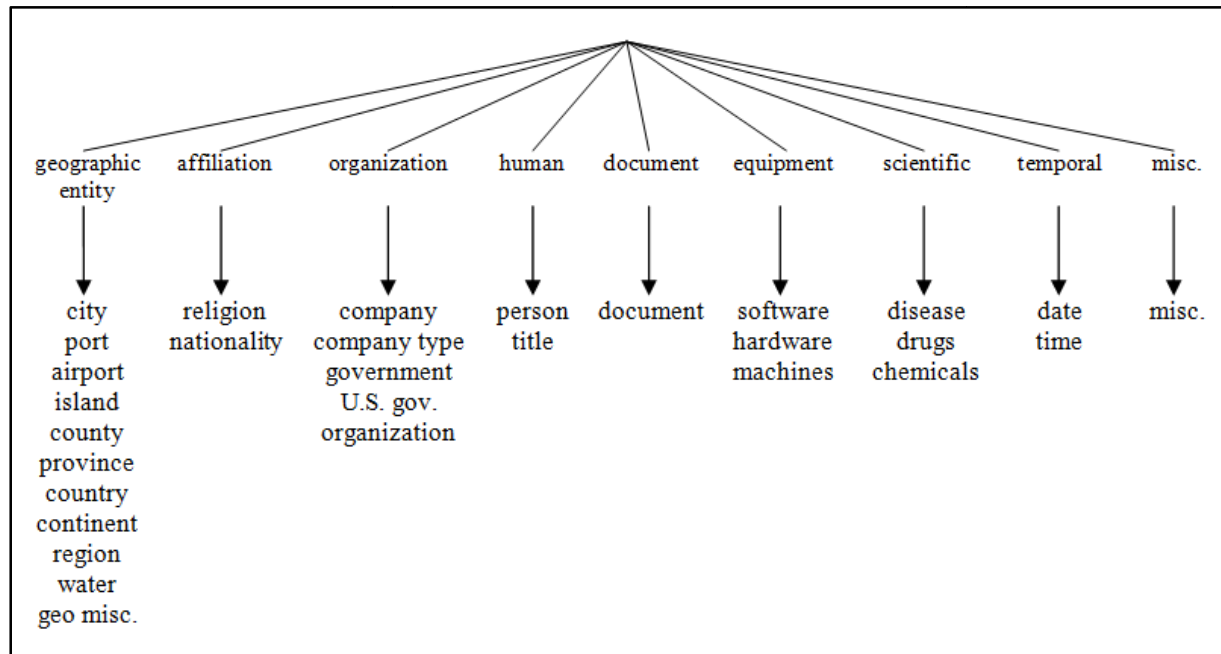 geographic
entity
affiliation
organization
human
document
equipment
scientific
temporal
misc.
city
port
airport
island
county
province
country
continent
region
water
geo misc.
religion
nationality
company
company type
government
U.S. gov.
organization
person
title
document
software
hardware
machines
disease
drugs
chemicals
date
time
misc.